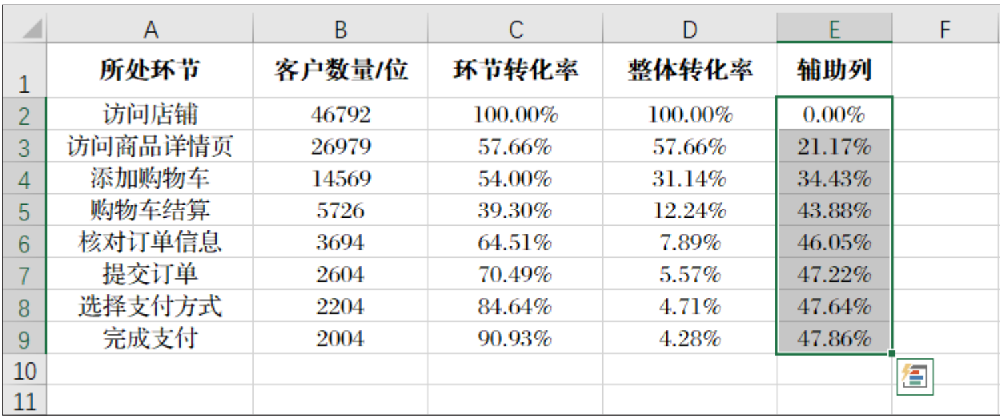 A B C D E F
1 所处环节 客户数量/位 环节转化率 整体转化率 辅助列
2 访问店铺 46792 100.00% 100.00% 0.00%
3 访问商品详情页 26979 57.66% 57.66% 21.17%
4 添加购物车 14569 54.00% 31.14% 34.43%
5 购物车结算 5726 39.30% 12.24% 43.88%
6 核对订单信息 3694 64.51% 7.89% 46.05%
7 提交订单 2604 70.49% 5.57% 47.22%
8 选择支付方式 2204 84.64% 4.71% 47.64%
9 完成支付 2004 90.93% 4.28% 47.86%
10
11